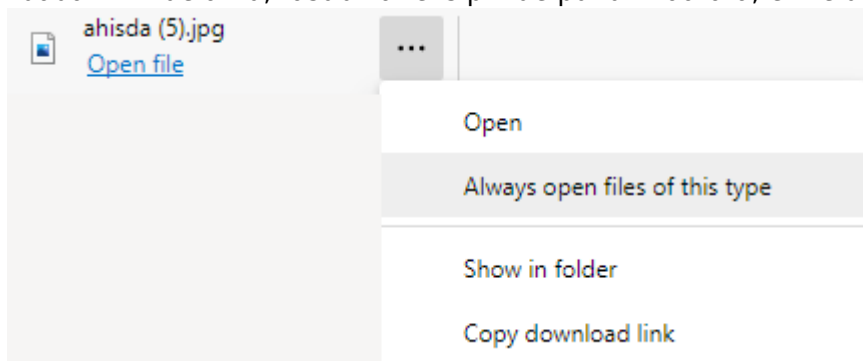 ahisda (5).jpg
Open file
...
Open
Always open files of this type
Show in folder
Copy download link